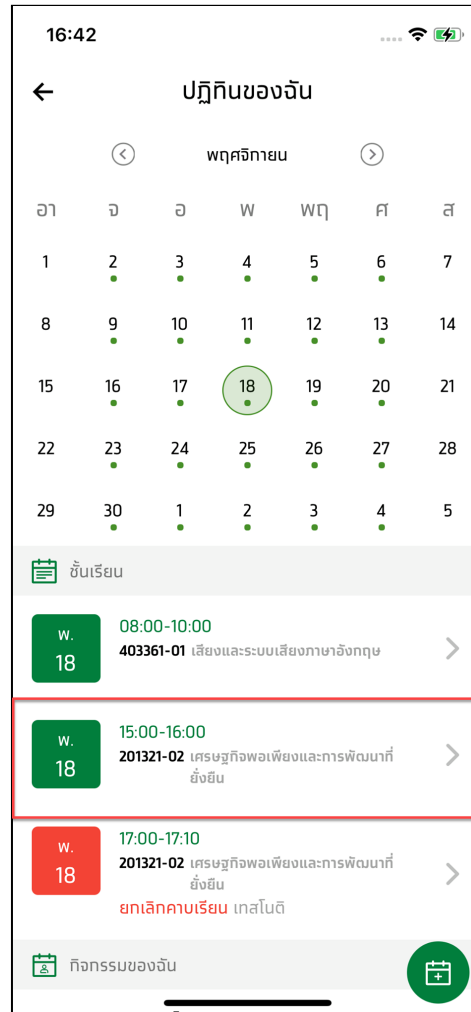 16:42
ปฏิทินของฉัน
พฤศจิกายน
อา จ อ พ พฤ ศ ส
1 2 3 4 5 6 7
8 9 10 11 12 13 14
15 16 17 18 19 20 21
22 23 24 25 26 27 28
29 30 1 2 3 4 5
ชั้นเรียน
พ.
18
08:00-10:00
403361-01 เสียงและระบบเสียงภาษาอังกฤษ
พ.
18
15:00-16:00
201321-02 เศรษฐกิจพอเพียงและการพัฒนาที่
ยั่งยืน
พ.
18
17:00-17:10
201321-02 เศรษฐกิจพอเพียงและการพัฒนาที่
ยั่งยืน
ยกเลิกคาบเรียน เทสโนติ
กิจกรรมของฉัน